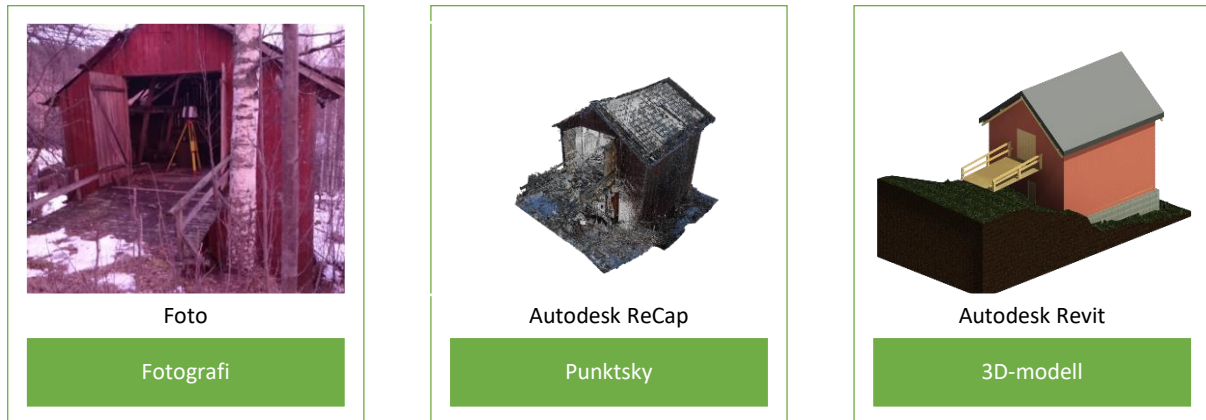 Foto
Autodesk ReCap
Autodesk Revit
Fotografi
Punktsky
3D-modell